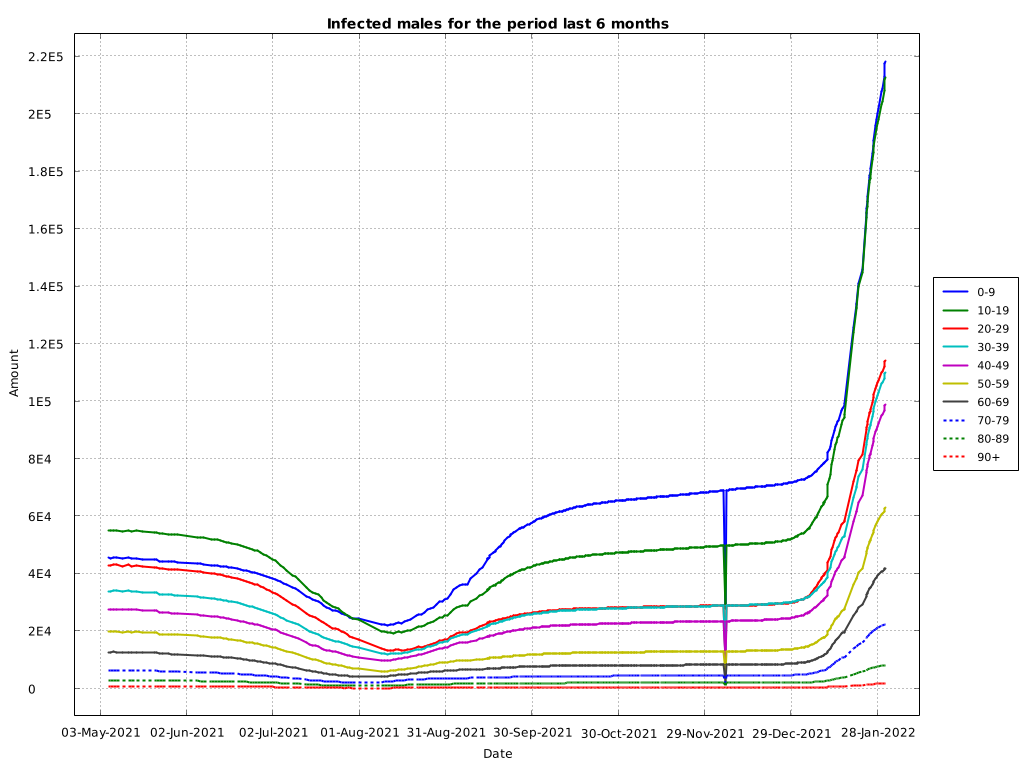 Infected males for the period last 6 months
2.2E5
2E5
1.8E5
1.6E5
1.4E5
1.2E5
1E5
8E4
6E4
4E4
2E4
0
Amount
03-May-2021 02-Jun-2021 02-Jul-2021 01-Aug-2021 31-Aug-2021 30-Sep-2021 30-Oct-2021 29-Nov-2021 29-Dec-2021 28-Jan-2022
Date
0-9
10-19
20-29
30-39
40-49
50-59
60-69
70-79
80-89
90+